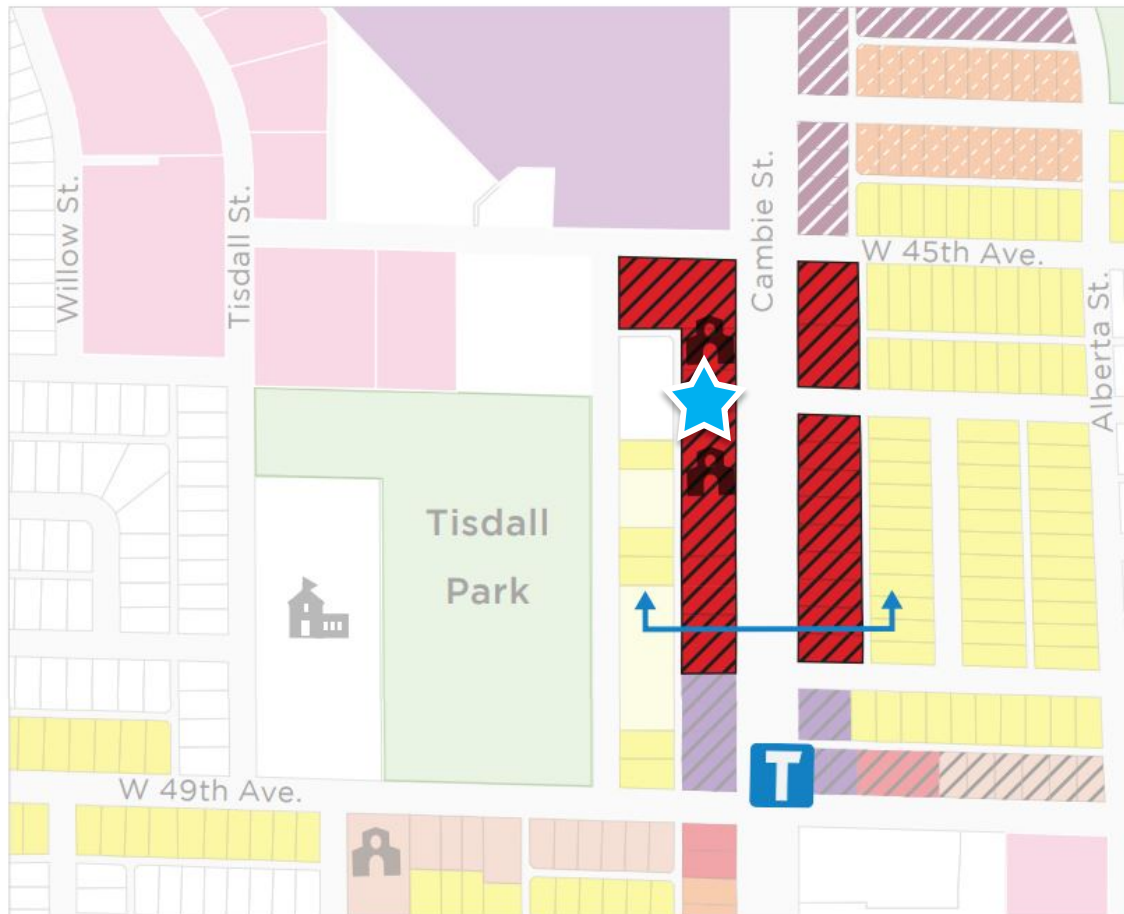 Willow St.
Tisdall St.
Cambie St.
W 45th Ave.
Alberta St.
Tisdall
Park
T
W 49th Ave.